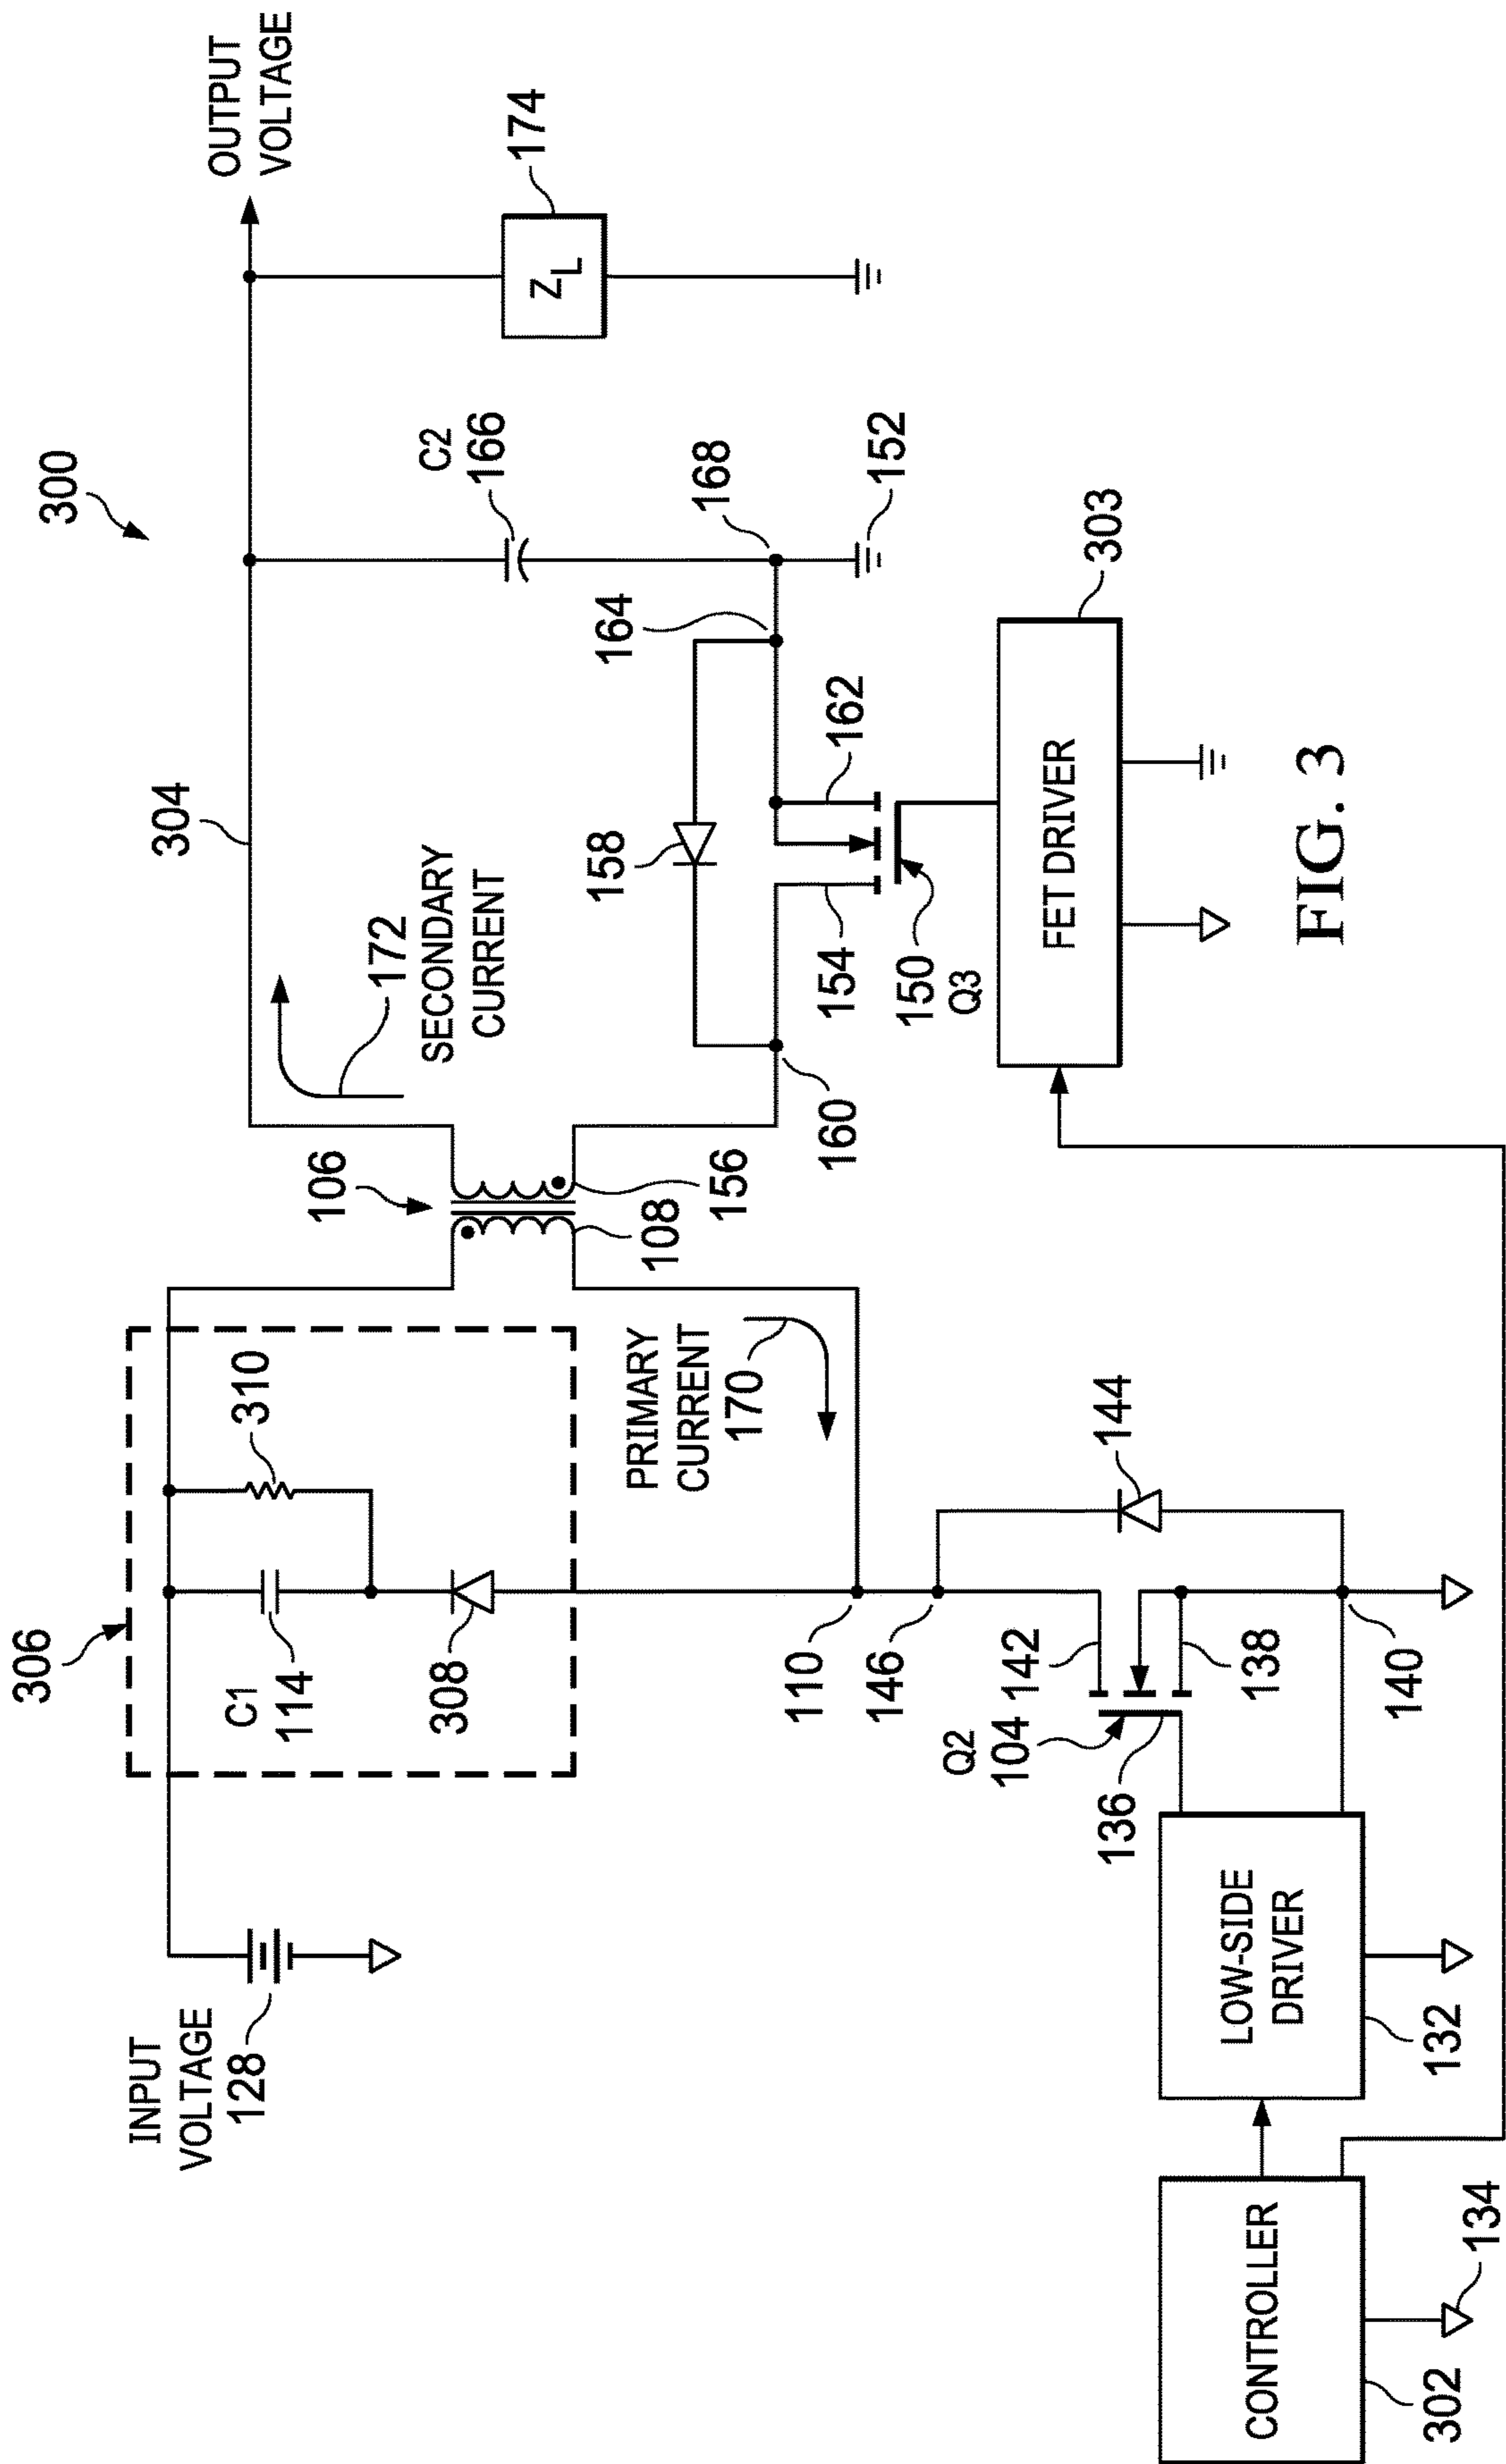 300
304
OUTPUT
VOLTAGE
306
310
C1
114
308
INPUT
VOLTAGE
128
106
172
SECONDARY
CURRENT
C2
166
Z_L
174
PRIMARY
CURRENT
170
108
156
158
164
168
152
160
154
162
150
Q3
110
146
144
142
Q2
104
136
138
140
LOW-SIDE
DRIVER
132
CONTROLLER
302
134
FET DRIVER
303
FIG. 3